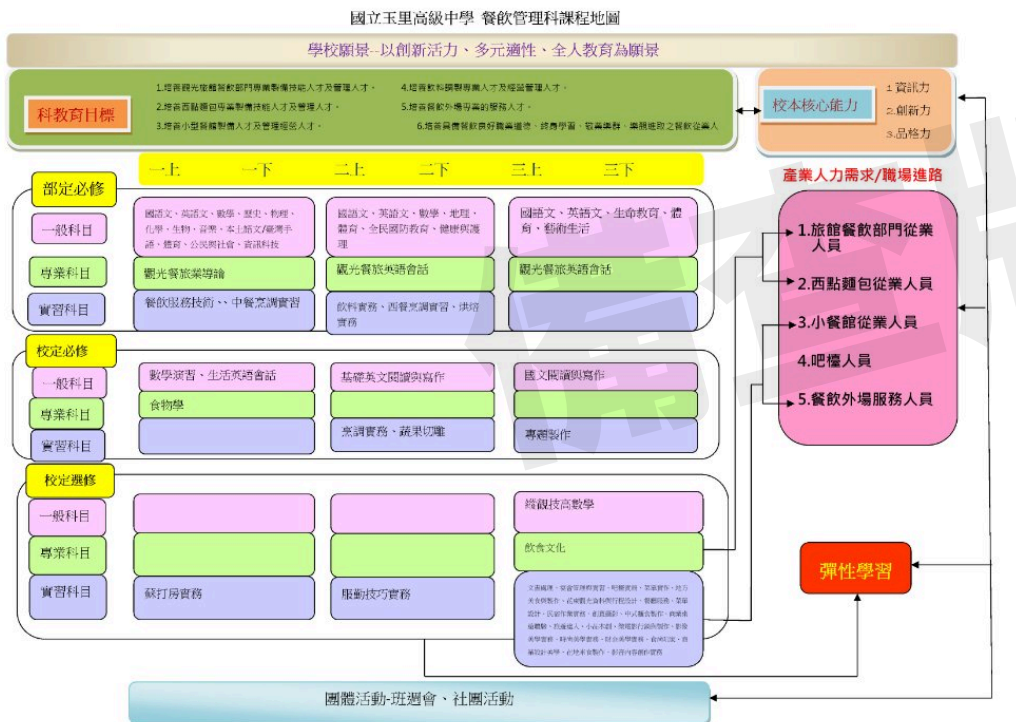 國立玉里高級中學 餐飲管理科課程地圖
學校願景--以創新活力、多元適性、全人教育為願景
科教育目標
1.培養觀光旅館餐飲部門專業製備技能人才及管理人才。
2.培養西點麵包專業製備技能人才及管理人才。
3.培養小型餐館製備人才及管理經營人才。
4.培養飲料調製專業人才及經營管理人才。
5.培養餐飲外場專業的服務人才。
6.培養具備餐飲良好職業道德、終身學習、敬業樂群、樂觀進取之餐飲從業人
校本核心能力
1.資訊力
2.創新力
3.品格力
一上
一下
二上
二下
三上
三下
部定必修
一般科目
國語文、英語文、數學、歷史、物理、
化學、生物、音樂、本土語文/臺灣手
語、體育、公民與社會、資訊科技
國語文、英語文、數學、地理、
體育、全民國防教育、健康與護
理
國語文、英語文、生命教育、體
育、藝術生活
專業科目
觀光餐旅業導論
觀光餐旅英語會話
觀光餐旅英語會話
實習科目
餐飲服務技術、、中餐烹調實習
飲料實務、西餐烹調實習、烘焙
實務
校定必修
一般科目
數學演習、生活英語會話
基礎英文閱讀與寫作
國文閱讀與寫作
專業科目
食物學
實習科目
烹調實務、蔬果切雕
專題製作
校定選修
一般科目
縱觀技高數學
專業科目
飲食文化
實習科目
蘇打房實務
服勤技巧實務
產業人力需求/職場進路
1.旅館餐飲部門從業
人員
2.西點麵包從業人員
3.小餐館從業人員
4.吧檯人員
5.餐飲外場服務人員
彈性學習
團體活動-班週會、社團活動